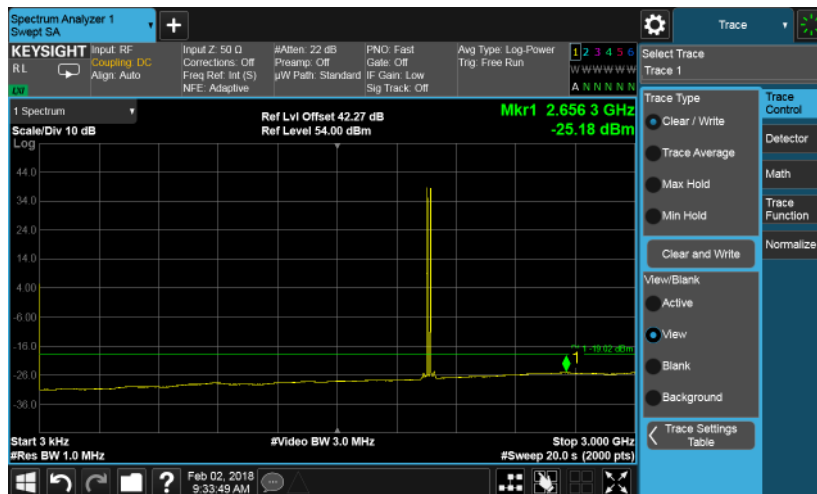 Spectrum Analyzer 1
Swept SA
+
Trace
KEYSIGHT
RL
LXI
Input: RF
Coupling: DC
Align: Auto
Input Z: 50 Ω
Corrections: Off
Freq Ref: Int (S)
NFE: Adaptive
#Atten: 22 dB
Preamp: Off
µW Path: Standard
PNO: Fast
Gate: Off
IF Gain: Low
Sig Track: Off
Avg Type: Log-Power
Trig: Free Run
1 2 3 4 5 6
W W W W W W
A N N N N N
1 Spectrum
Scale/Div 10 dB
Log
Ref Lvl Offset 42.27 dB
Ref Level 54.00 dBm
Mkr1 2.656 3 GHz
-25.18 dBm
44.0
34.0
24.0
14.0
4.00
-6.00
-16.0
-26.0
-36.0
1 -19.02 dBm
1
Start 3 kHz
#Res BW 1.0 MHz
#Video BW 3.0 MHz
Stop 3.000 GHz
#Sweep 20.0 s (2000 pts)
Select Trace
Trace 1
Trace Type
Clear / Write
Trace Average
Max Hold
Min Hold
Clear and Write
View/Blank
Active
View
Blank
Background
Trace Settings
Table
Trace
Control
Detector
Math
Trace
Function
Normalize
?
Feb 02, 2018
9:33:49 AM